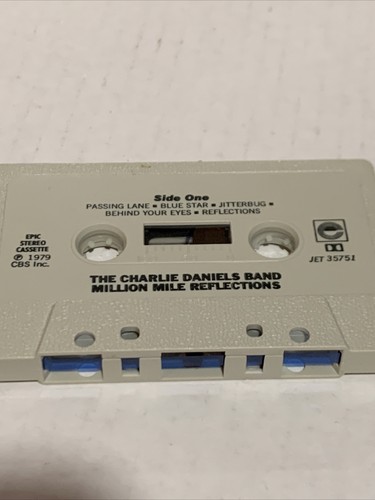 Side One
PASSING LANE ▪ BLUE STAR ▪ JITTERBUG ▪
BEHIND YOUR EYES ▪ REFLECTIONS
EPIC
STEREO
CASSETTE
℗ 1979
CBS Inc.
e
JET 35751
THE CHARLIE DANIELS BAND
MILLION MILE REFLECTIONS